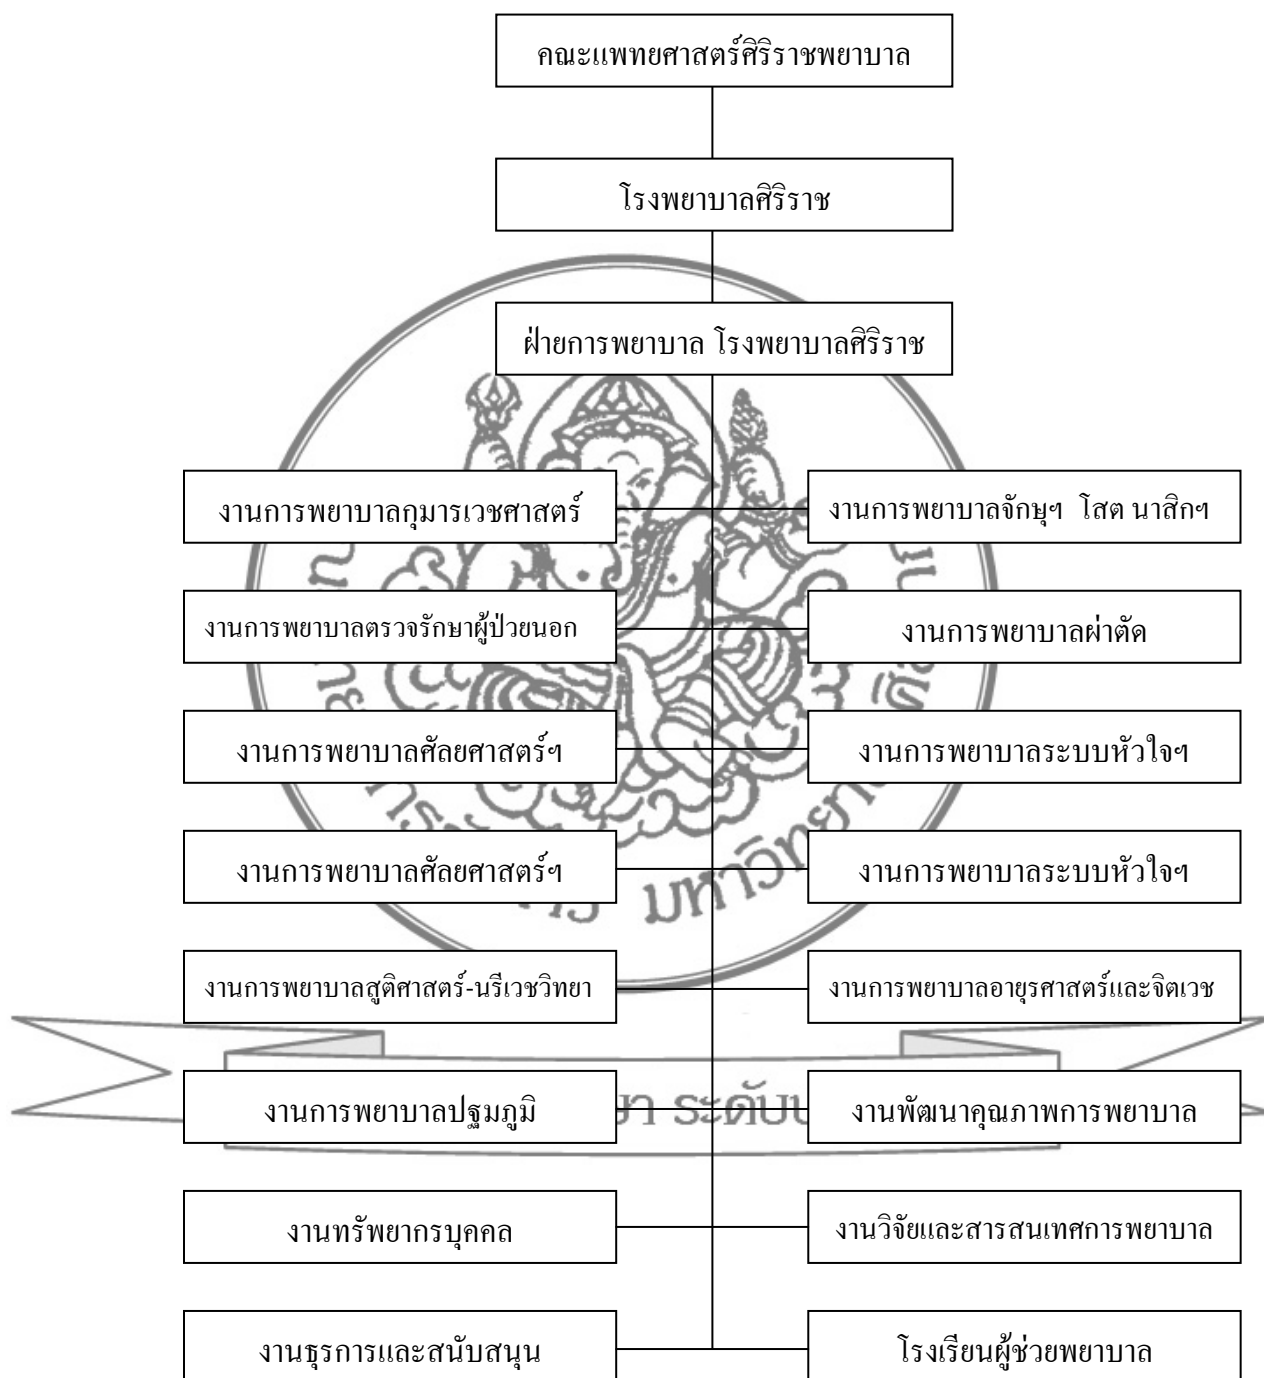 คณะแพทยศาสตร์ศิริราชพยาบาล
โรงพยาบาลศิริราช
ฝ่ายการพยาบาล โรงพยาบาลศิริราช
งานการพยาบาลกุมารเวชศาสตร์
งานการพยาบาลจักษุฯ โสต นาสิกฯ
งานการพยาบาลตรวจรักษาผู้ป่วยนอก
งานการพยาบาลผ่าตัด
งานการพยาบาลศัลยศาสตร์ฯ
งานการพยาบาลระบบหัวใจฯ
งานการพยาบาลศัลยศาสตร์ฯ
งานการพยาบาลระบบหัวใจฯ
งานการพยาบาลสูติศาสตร์-นรีเวชวิทยา
งานการพยาบาลอายุรศาสตร์และจิตเวช
งานการพยาบาลปฐมภูมิ
งานพัฒนาคุณภาพการพยาบาล
งานทรัพยากรบุคคล
งานวิจัยและสารสนเทศการพยาบาล
งานธุรการและสนับสนุน
โรงเรียนผู้ช่วยพยาบาล